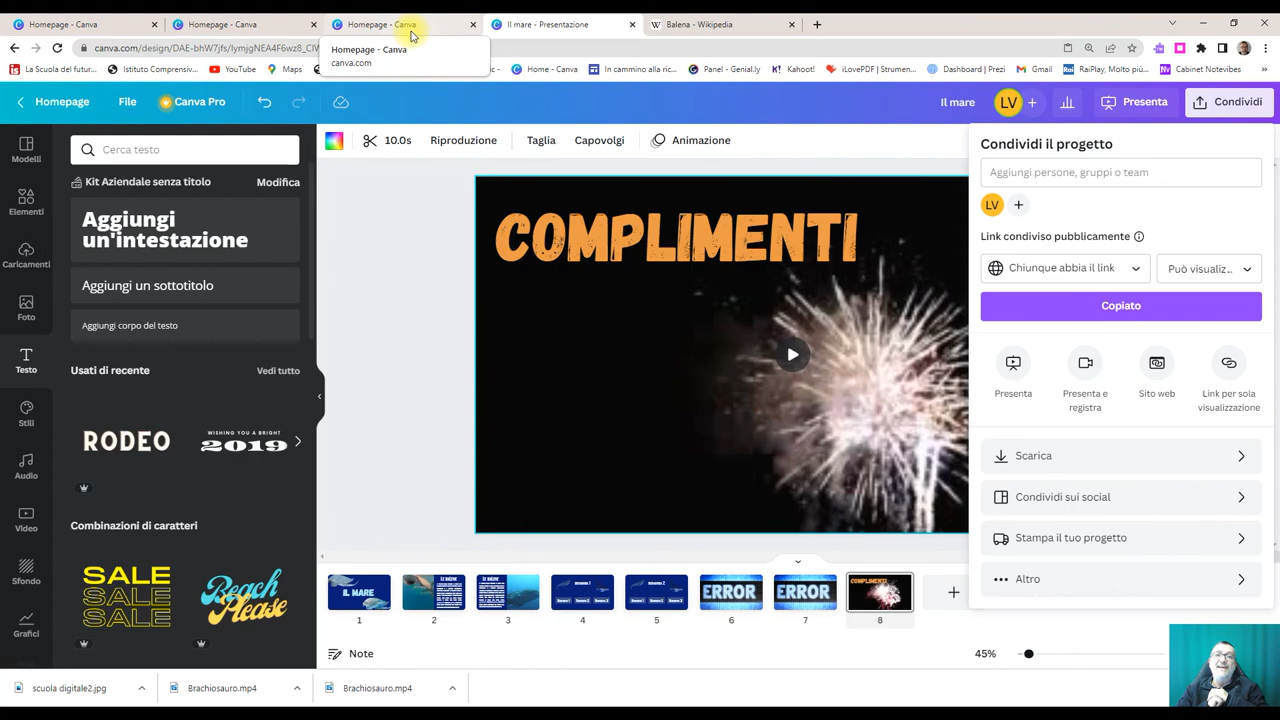 Homepage - Canva
Homepage - Canva
Homepage - Canva
Il mare - Presentazione
Balena - Wikipedia
canva.com/design/DAE-bhW7jfs/lymjgNEA4F6wz8_ClW
Homepage - Canva
canva.com
La Scuola del futur...
Istituto Comprensiv...
YouTube
Maps
Home - Canva
In cammino alla ric...
Panel - Genial.ly
Kahoot!
iLovePDF | Strumen...
Dashboard | Prezi
RaiPlay, Molto più...
Cabinet Notevibes
Homepage
File
Canva Pro
Il mare
LV
Presenta
Condividi
Modelli
Elementi
Caricamenti
Foto
Testo
Stili
Audio
Video
Sfondo
Grafici
Cerca testo
Kit Aziendale senza titolo
Modifica
Aggiungi
un'intestazione
Aggiungi un sottotitolo
Aggiungi corpo del testo
Usati di recente
Vedi tutto
RODEO
WISHING YOU A BRIGHT
2019
Combinazioni di caratteri
SALE
SALE
SALE
Beach
Please
10.0s
Riproduzione
Taglia
Capovolgi
Animazione
COMPLIMENTI
Condividi il progetto
Aggiungi persone, gruppi o team
LV
Link condiviso pubblicamente
Chiunque abbia il link
Può visualiz...
Copiato
Presenta
Presenta e
registra
Sito web
Link per sola
visualizzazione
Scarica
Condividi sui social
Stampa il tuo progetto
Altro
IL MARE
ERROR
ERROR
COMPLIMENTI
1
2
3
4
5
6
7
8
Note
45%
scuola digitale2.jpg
Brachiosauro.mp4
Brachiosauro.mp4